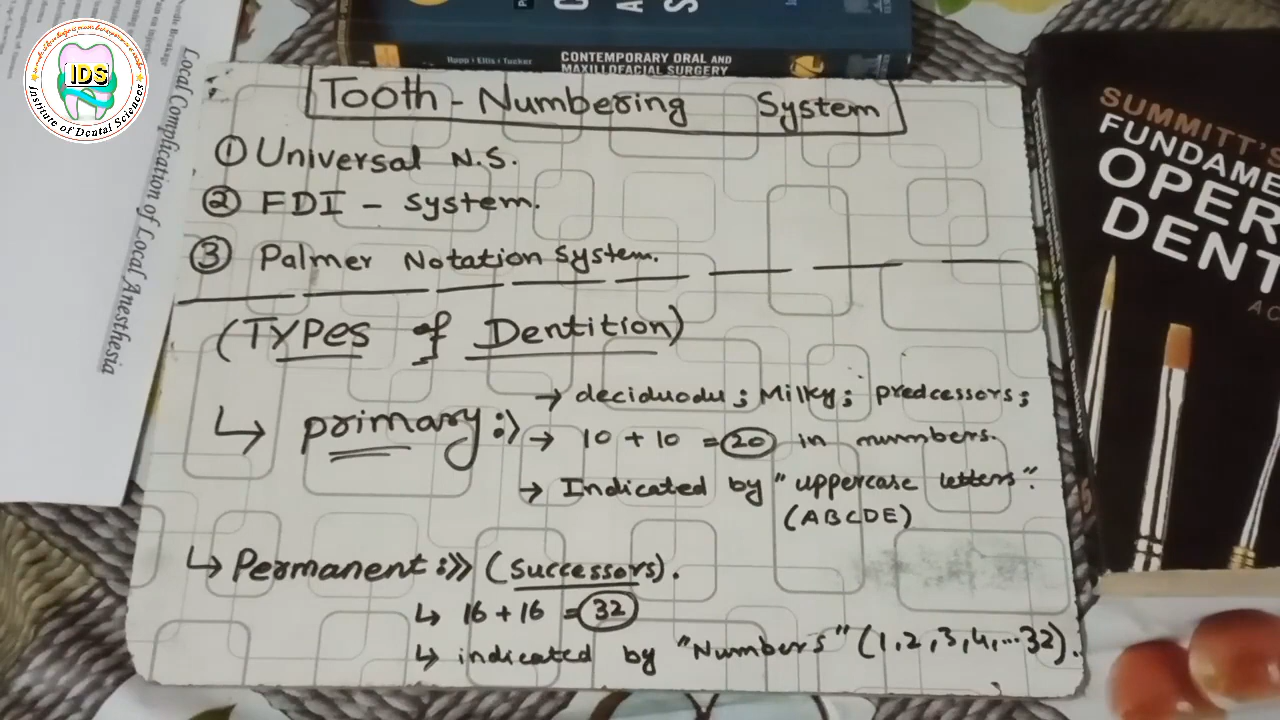 IDS
Institute of Dental Sciences
Local Complication of Local Anesthesia
Hupp | Ellis | Tucker
CONTEMPORARY ORAL AND
MAXILLOFACIAL SURGERY
SUMMITT'S
FUNDAME
OPER
DENT
Tooth - Numbering System
① Universal N.S.
② FDI - System.
③ Palmer Notation System.
(TYPES of Dentition)
↳ primary :⟩ → deciduodu ; Milky ; predcessors ;
→ 10 + 10 = 20 in numbers.
→ Indicated by "uppercase letters".
(ABCDE)
↳ Permanent :⟫ (Successors).
↳ 16 + 16 = 32
↳ indicated by "Numbers" (1,2,3,4,...32).